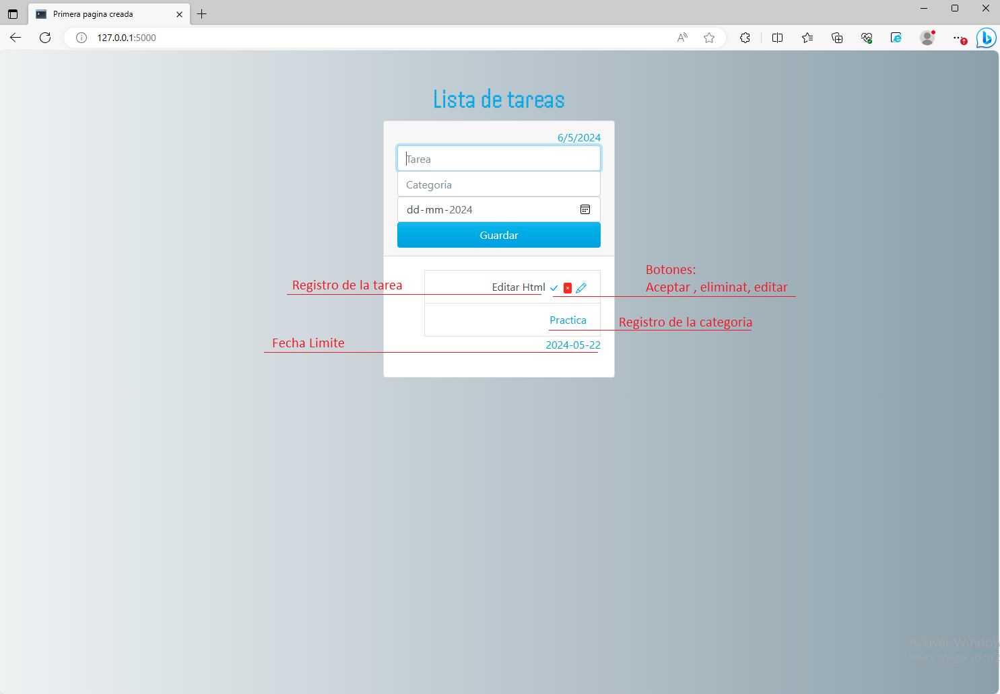 Primera pagina creada
127.0.0.1:5000
Lista de tareas
6/5/2024
Tarea
Categoria
dd-mm-2024
Guardar
Botones:
Registro de la tarea
Editar Html
Aceptar , eliminat, editar
Practica
Registro de la categoria
Fecha Limite
2024-05-22
Activar Window
Ve a Configuración